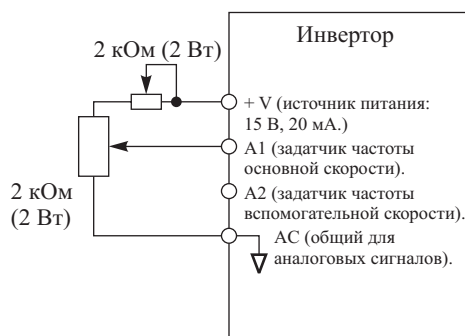 Инвертор
2 кОм (2 Вт)
+ V (источник питания:
15 В, 20 мА.)
A1 (задатчик частоты
основной скорости).
A2 (задатчик частоты
вспомогательной скорости).
2 кОм
(2 Вт)
AC (общий для
аналоговых сигналов).